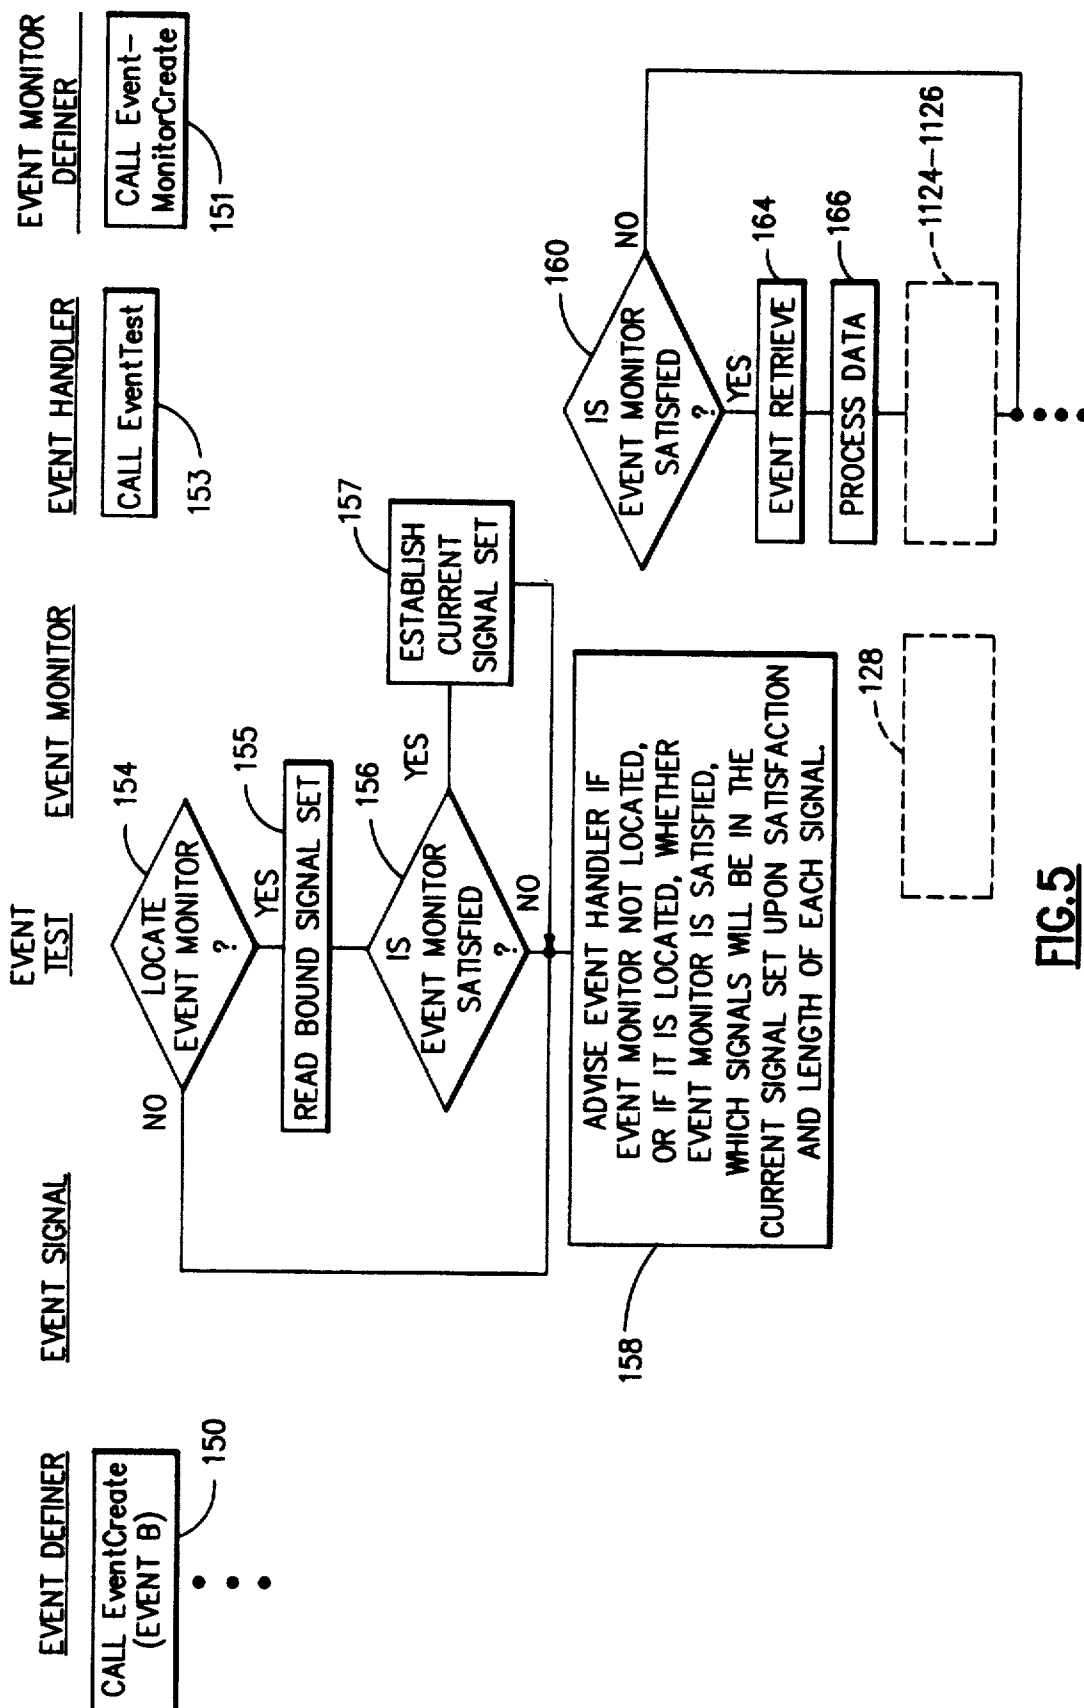 EVENT DEFINER
CALL EventCreate
(EVENT B)
150
EVENT SIGNAL
EVENT
TEST
LOCATE
EVENT MONITOR
?
154
NO
YES
READ BOUND SIGNAL SET
155
IS
EVENT MONITOR
SATISFIED
?
156
YES
NO
ESTABLISH
CURRENT
SIGNAL SET
157
ADVISE EVENT HANDLER IF
EVENT MONITOR NOT LOCATED,
OR IF IT IS LOCATED, WHETHER
EVENT MONITOR IS SATISFIED,
WHICH SIGNALS WILL BE IN THE
CURRENT SIGNAL SET UPON SATISFACTION
AND LENGTH OF EACH SIGNAL.
158
EVENT MONITOR
128
EVENT HANDLER
CALL EventTest
153
IS
EVENT MONITOR
SATISFIED
?
160
NO
YES
EVENT RETRIEVE
164
PROCESS DATA
166
1124-1126
EVENT MONITOR
DEFINER
CALL Event-
MonitorCreate
151
FIG.5